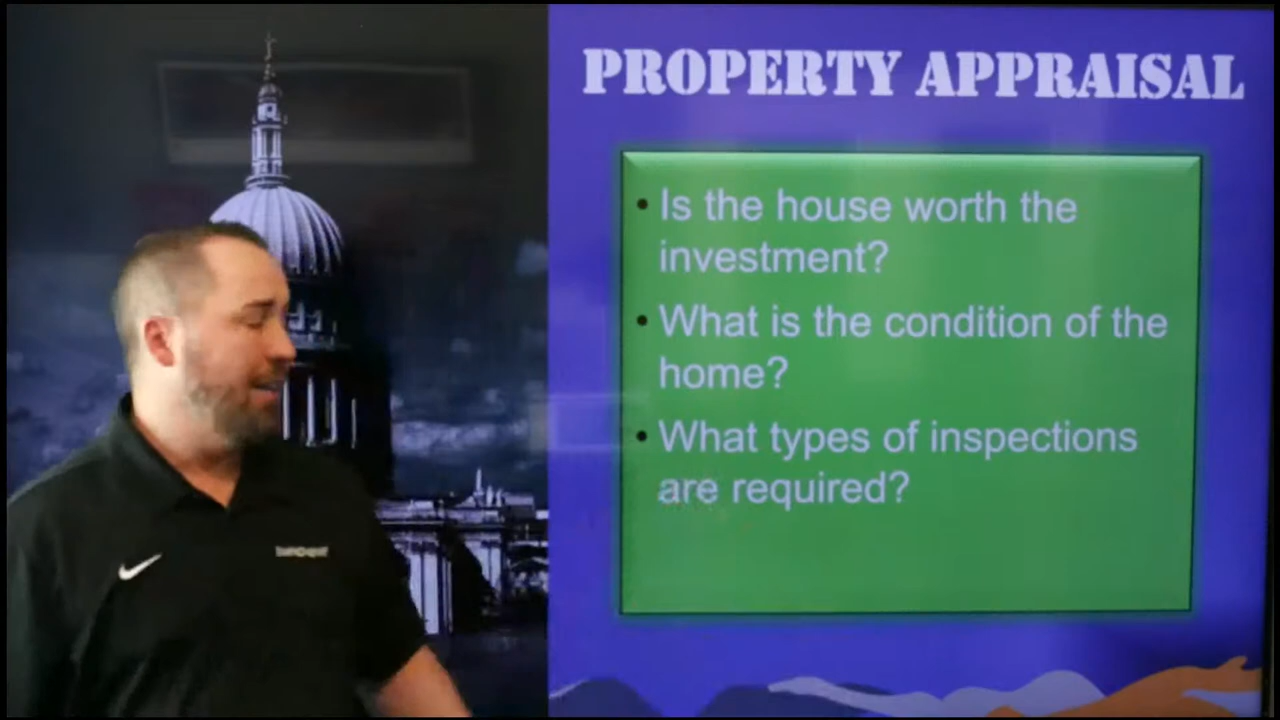 PROPERTY APPRAISAL
• Is the house worth the
investment?
• What is the condition of the
home?
• What types of inspections
are required?